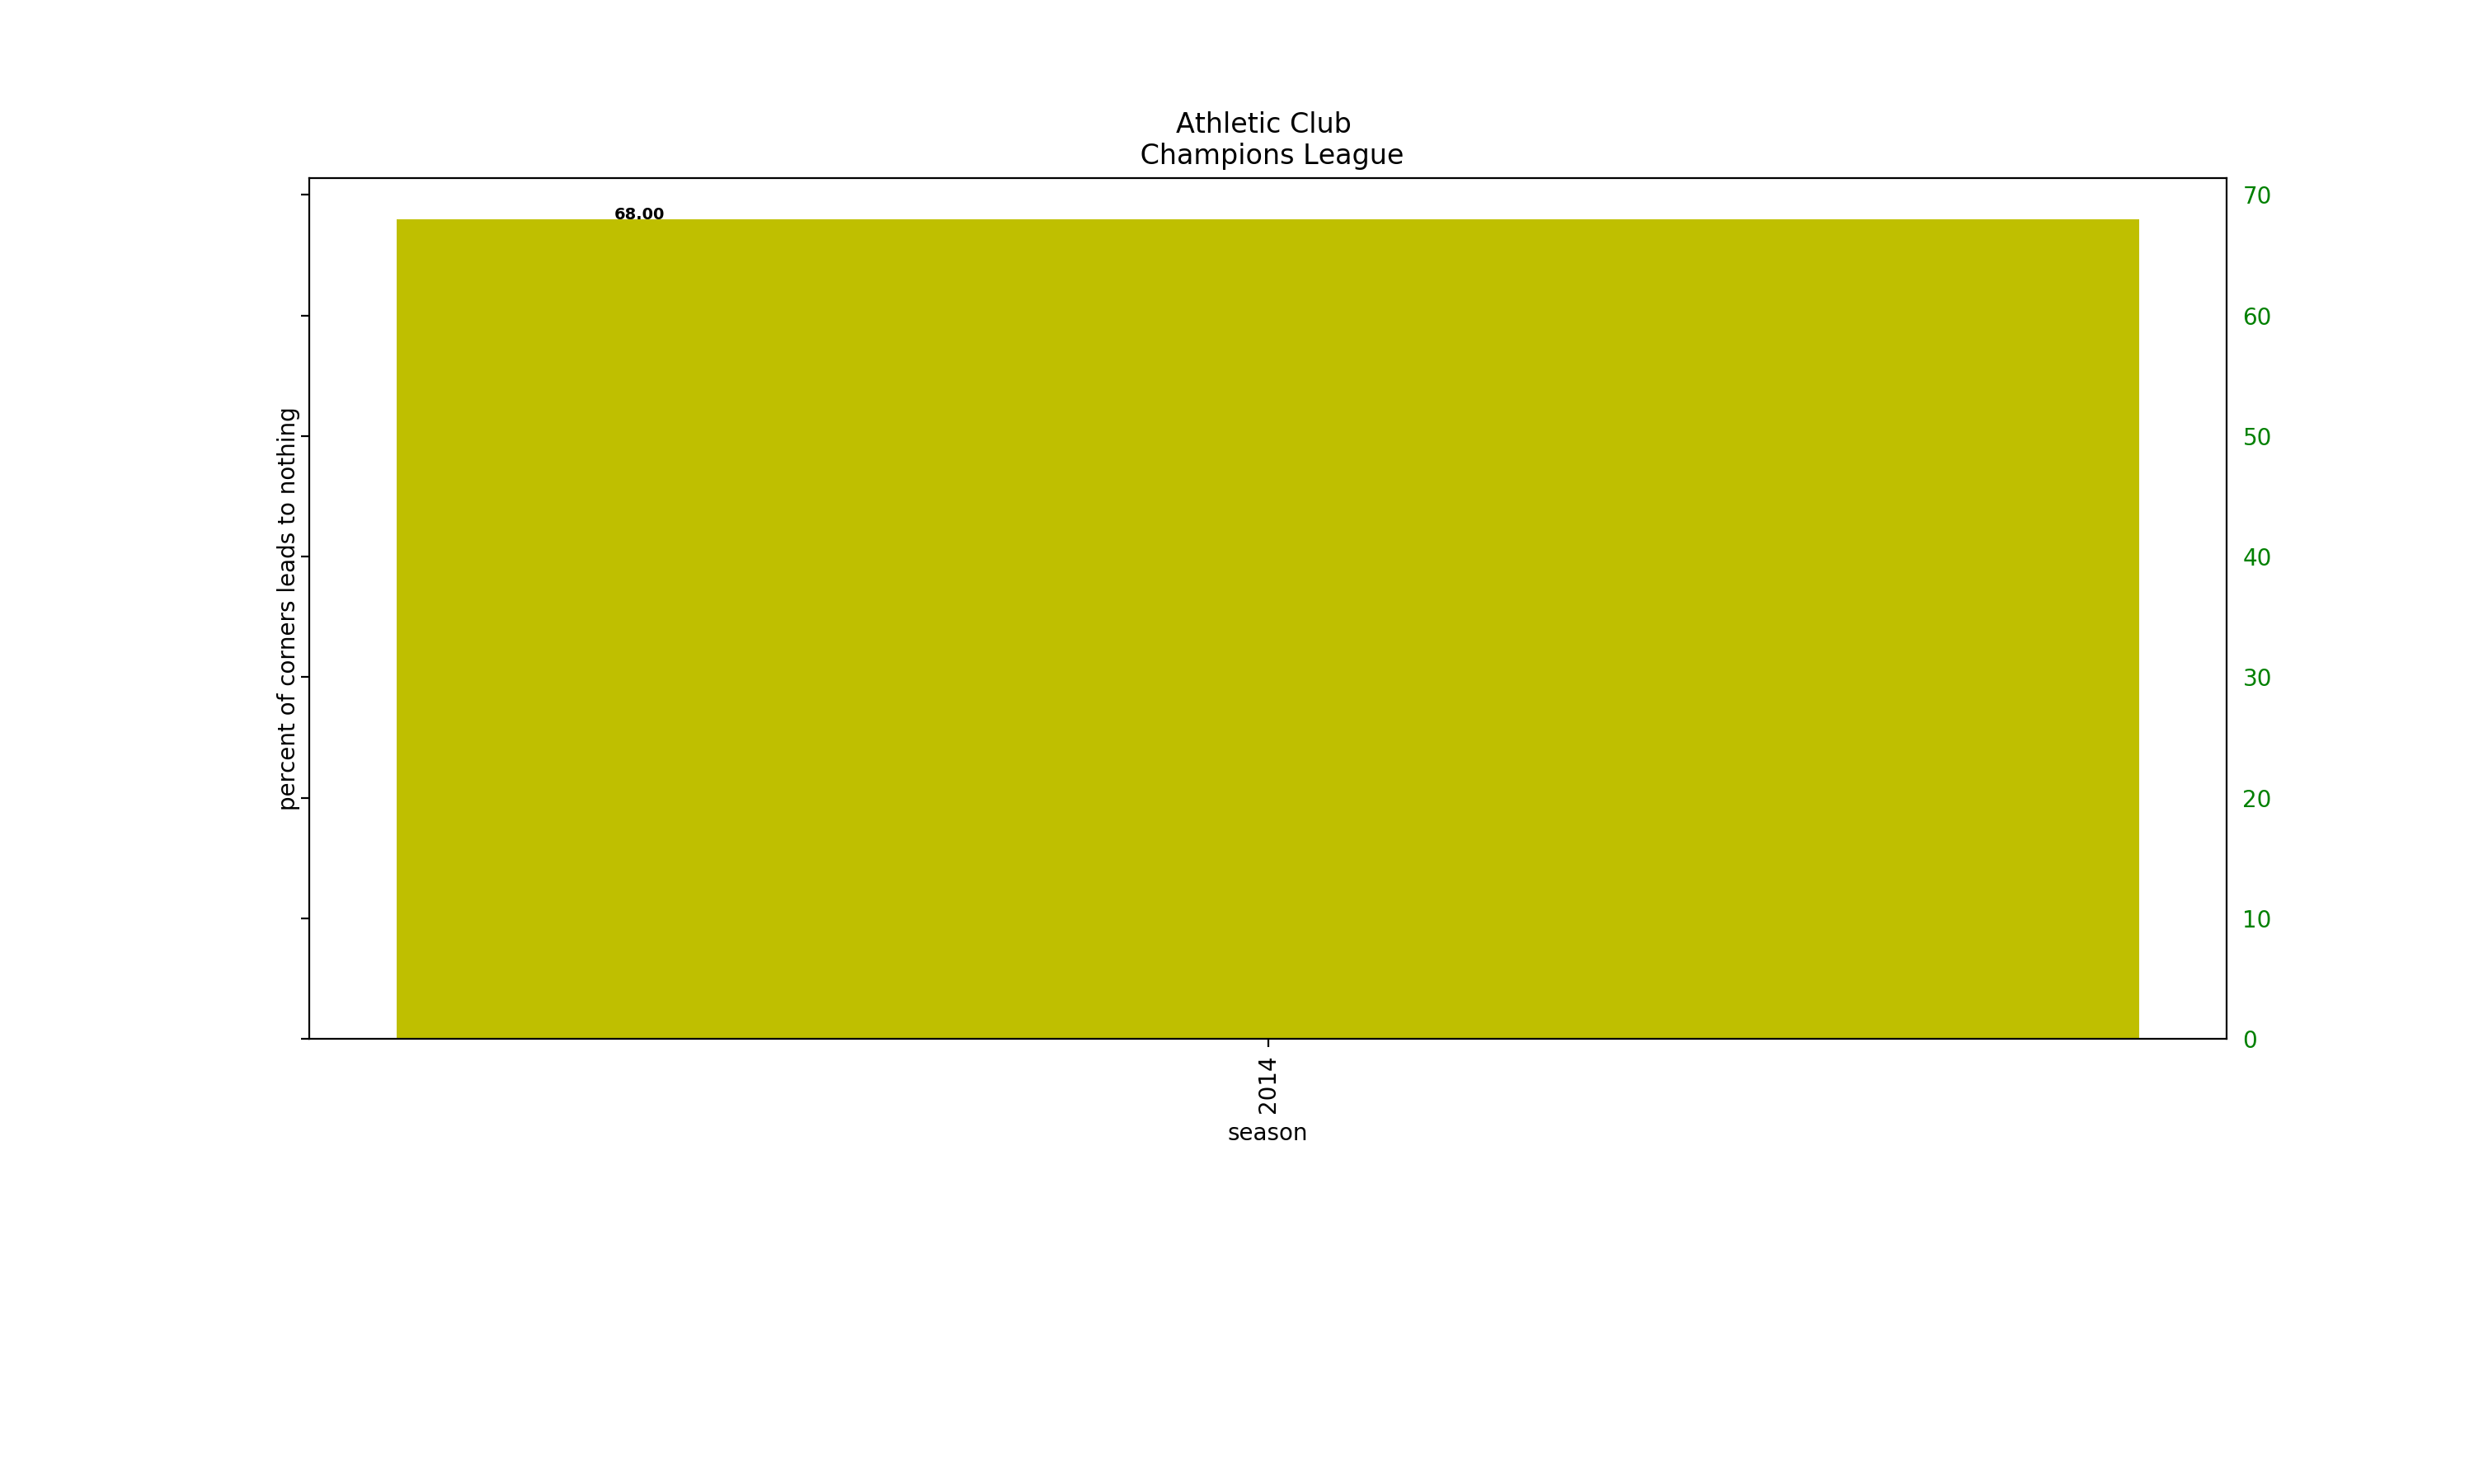 Athletic Club
Champions League
68.00
percent of corners leads to nothing
70
60
50
40
30
20
10
0
2014
season